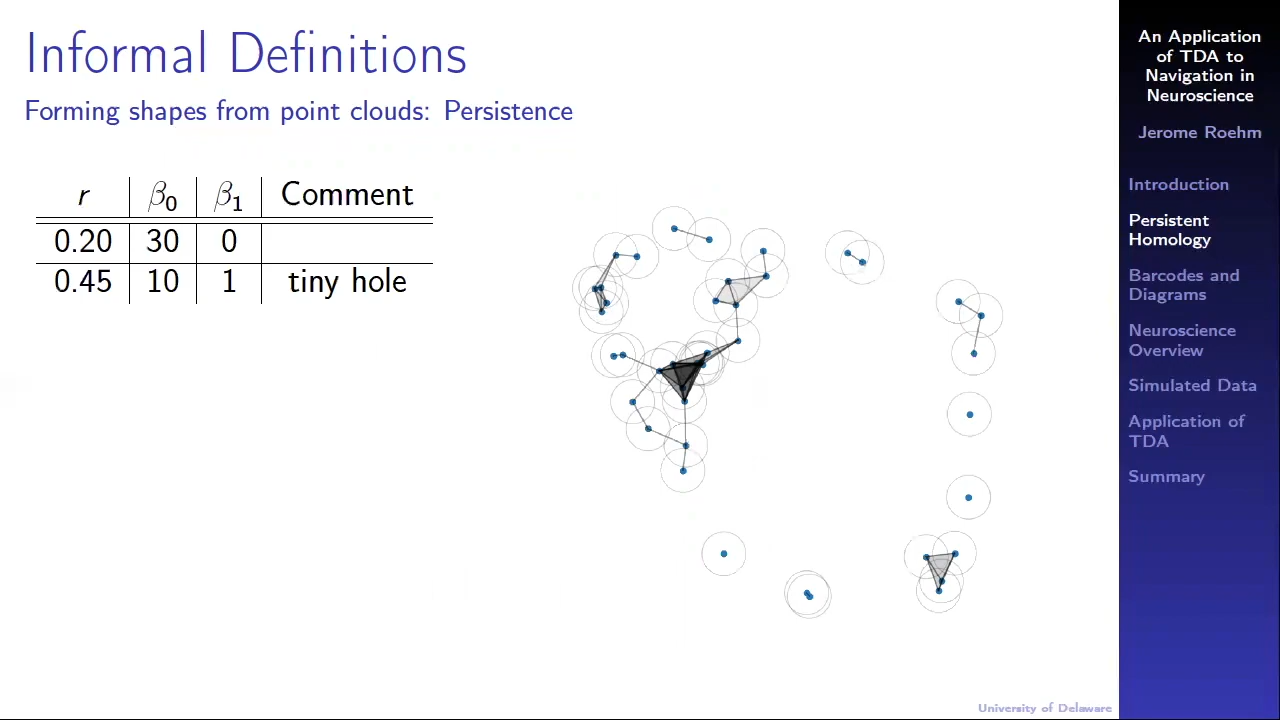 Informal Definitions
Forming shapes from point clouds: Persistence
r β0 β1 Comment
0.20 30 0
0.45 10 1 tiny hole
University of Delaware
An Application
of TDA to
Navigation in
Neuroscience
Jerome Roehm
Introduction
Persistent
Homology
Barcodes and
Diagrams
Neuroscience
Overview
Simulated Data
Application of
TDA
Summary